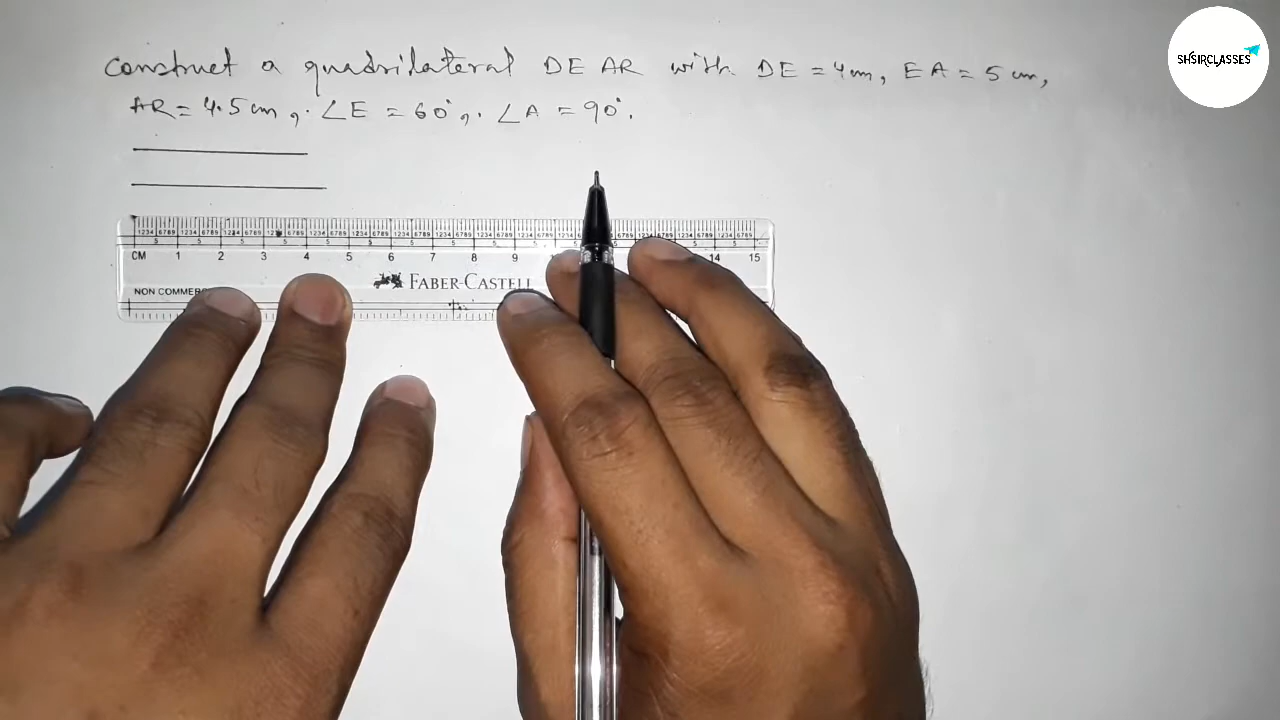 construct a quadrilateral DEAR with DE = 4cm, EA = 5cm,
AR = 4.5cm, ∠E = 60°, ∠A = 90°.
SHSIRCLASSES
CM 1 2 3 4 5 6 7 8 9 14 15
FABER-CASTELL
NON COMMERC